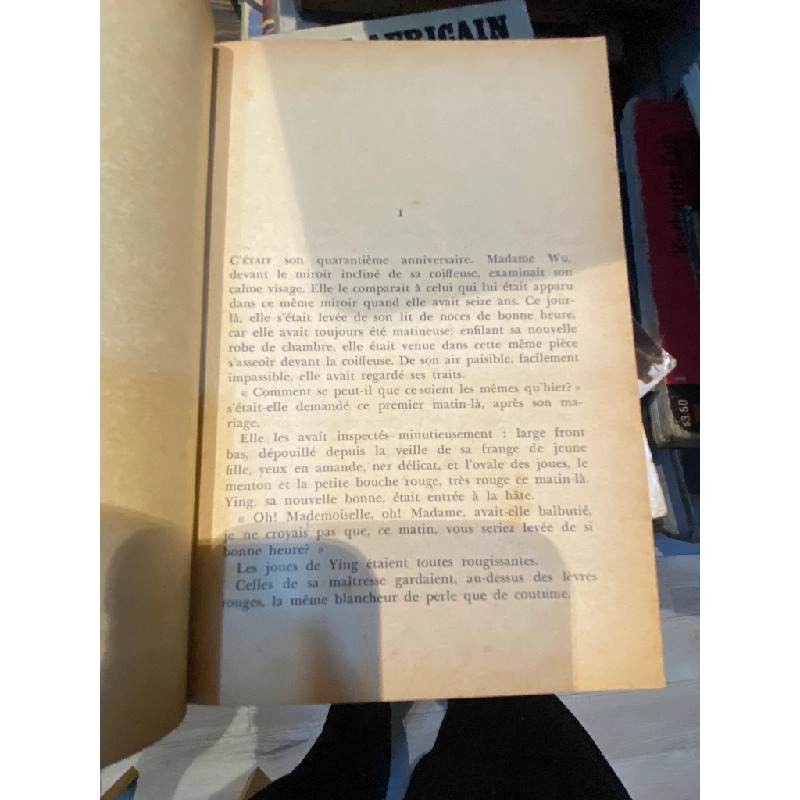 AFRICAIN
I
C'ÉTAIT son quarantième anniversaire. Madame Wu,
devant le miroir incliné de sa coiffeuse, examinait son
calme visage. Elle le comparait à celui qui lui était apparu
dans ce même miroir quand elle avait seize ans. Ce jour-
là, elle s'était levée de son lit de noces de bonne heure,
car elle avait toujours été matineuse; enfilant sa nouvelle
robe de chambre, elle était venue dans cette même pièce
s'asseoir devant la coiffeuse. De son air paisible, facilement
impassible, elle avait regardé ses traits.
« Comment se peut-il que ce soient les mêmes qu'hier? »
s'était-elle demandé ce premier matin-là, après son ma-
riage.
Elle les avait inspectés minutieusement : large front
bas, dépouillé depuis la veille de sa frange de jeune
fille, yeux en amande, nez délicat, et l'ovale des joues, le
menton et la petite bouche rouge, très rouge ce matin-là.
Ying, sa nouvelle bonne, était entrée à la hâte.
« Oh! Mademoiselle, oh! Madame, avait-elle balbutié,
je ne croyais pas que, ce matin, vous seriez levée de si
bonne heure? »
Les joues de Ying étaient toutes rougissantes.
Celles de sa maîtresse gardaient, au-dessus des lèvres
rouges, la même blancheur de perle que de coutume.
Katharine
$3.50